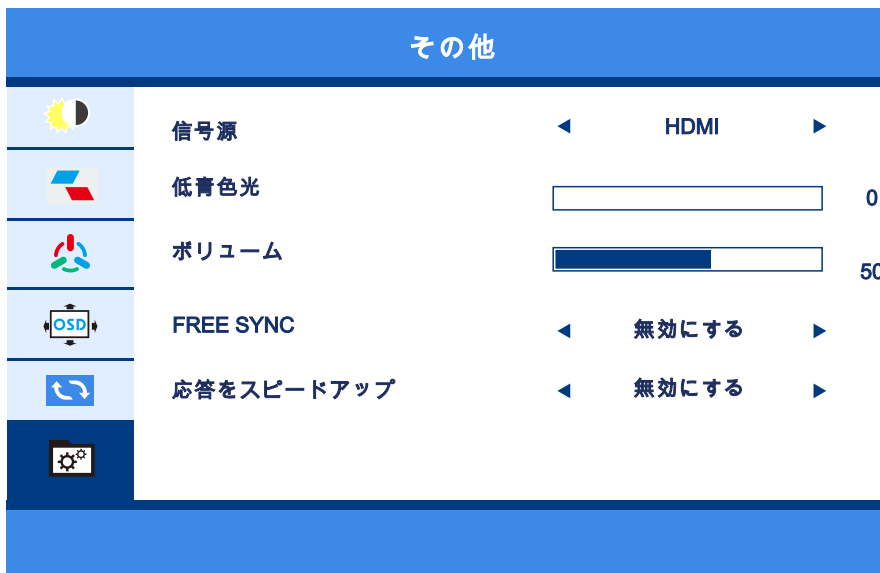 その他
信号源 HDMI
低青色光 0
ボリューム 50
FREE SYNC 無効にする
OSD
応答をスピードアップ 無効にする